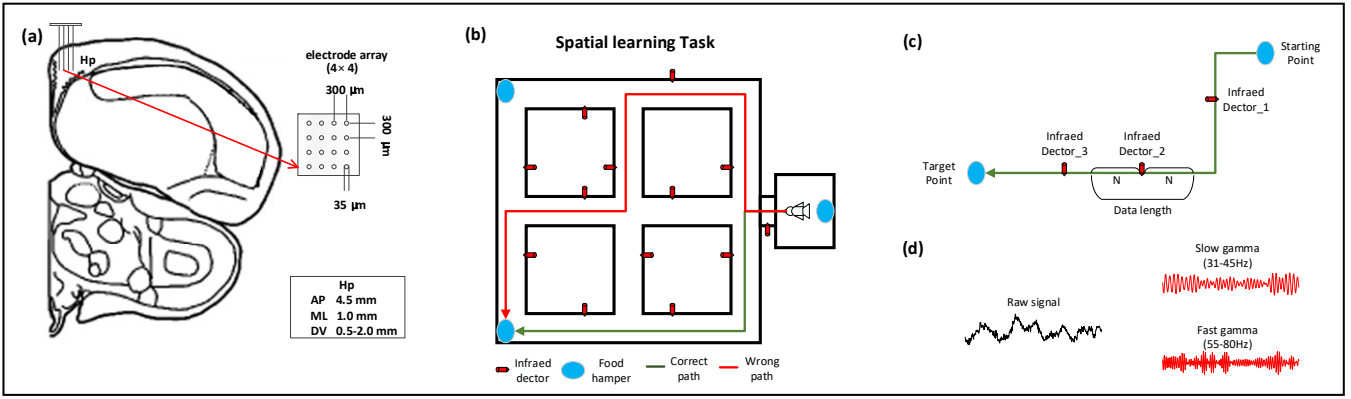 (a)
Hp
electrode array
(4× 4)
300 μm
300 μm
35 μm
Hp
AP 4.5 mm
ML 1.0 mm
DV 0.5-2.0 mm
(b)
Spatial learning Task
Infraed
dector
Food
hamper
Correct
path
Wrong
path
(c)
Starting
Point
Infraed
Dector_1
Infraed
Dector_3
Infraed
Dector_2
Target
Point
N
N
Data length
(d)
Raw signal
Slow gamma
(31-45Hz)
Fast gamma
(55-80Hz)